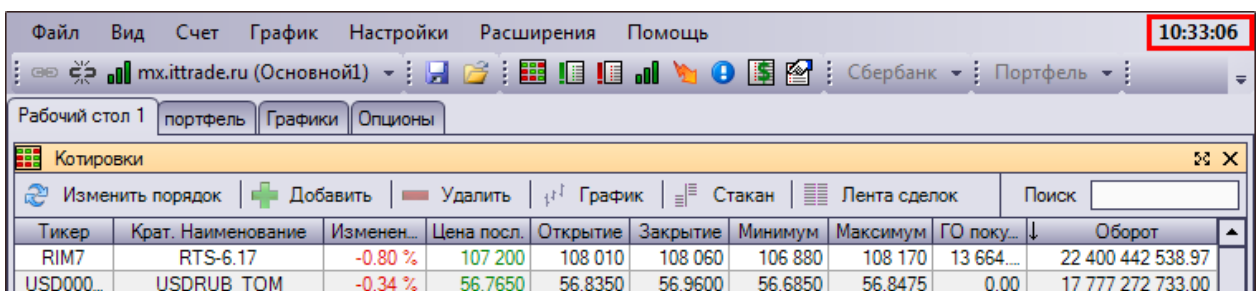 Файл Вид Счет График Настройки Расширения Помощь 10:33:06
mx.ittrade.ru (Основной1) Сбербанк Портфель
Рабочий стол 1 портфель Графики Опционы
Котировки
Изменить порядок Добавить Удалить График Стакан Лента сделок Поиск
Тикер Крат. Наименование Изменен... Цена посл. Открытие Закрытие Минимум Максимум ГО поку... Оборот
RIM7 RTS-6.17 -0.80 % 107 200 108 010 108 060 106 880 108 170 13 664.... 22 400 442 538.97
USD000... USDRUB_TOM -0.34 % 56.7650 56.8350 56.9600 56.6850 56.8475 0.00 17 777 272 733.00